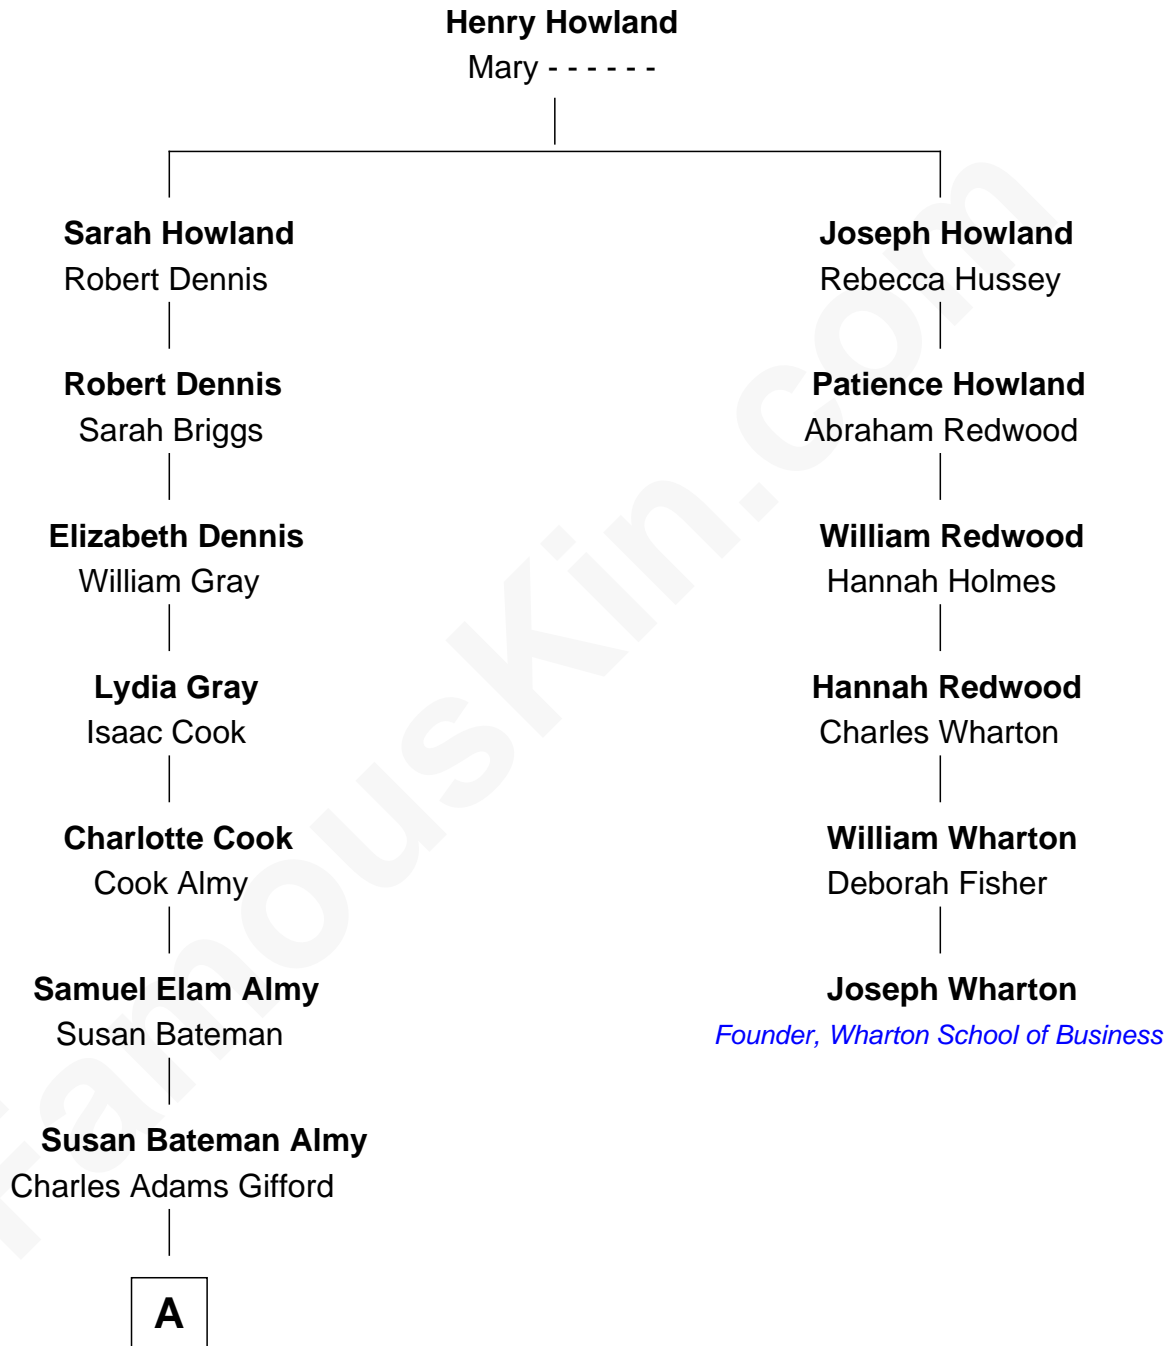 Henry Howland
Mary - - - - - -
Sarah Howland
Robert Dennis
Joseph Howland
Rebecca Hussey
Robert Dennis
Sarah Briggs
Patience Howland
Abraham Redwood
Elizabeth Dennis
William Gray
William Redwood
Hannah Holmes
Lydia Gray
Isaac Cook
Hannah Redwood
Charles Wharton
Charlotte Cook
Cook Almy
William Wharton
Deborah Fisher
Samuel Elam Almy
Susan Bateman
Joseph Wharton
Founder, Wharton School of Business
Susan Bateman Almy
Charles Adams Gifford
A
FamousKin.com